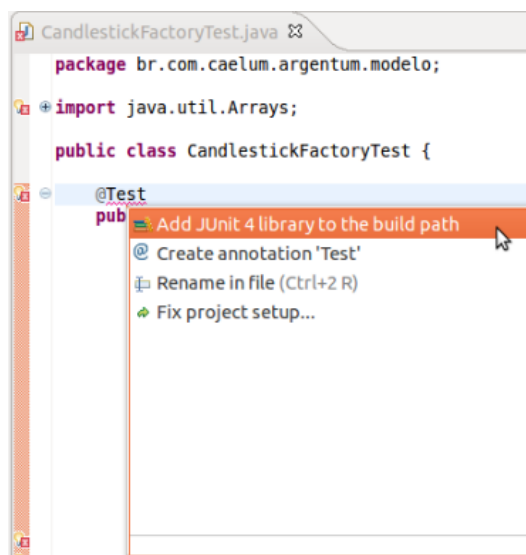 CandlestickFactoryTest.java
package br.com.caelum.argentum.modelo;
import java.util.Arrays;
public class CandlestickFactoryTest {
@Test
pub
Add JUnit 4 library to the build path
Create annotation 'Test'
Rename in file (Ctrl+2 R)
Fix project setup...